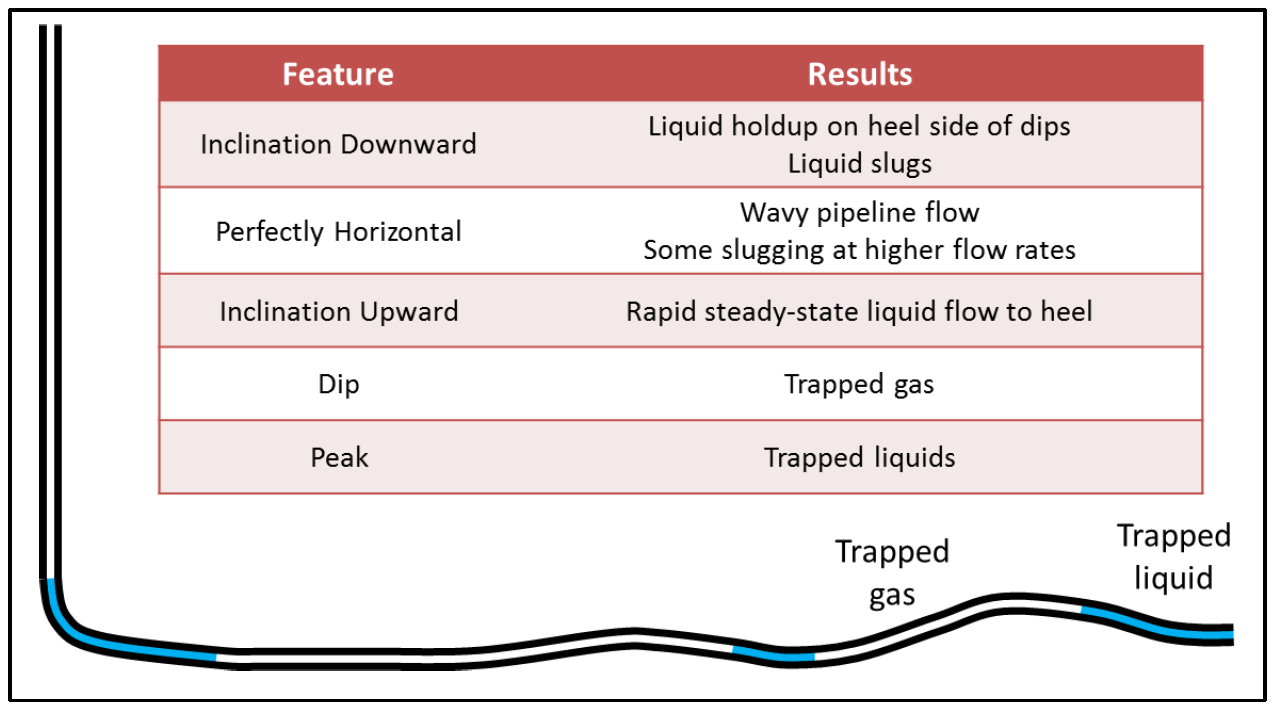 Feature Results
Inclination Downward
Liquid holdup on heel side of dips
Liquid slugs
Perfectly Horizontal
Wavy pipeline flow
Some slugging at higher flow rates
Inclination Upward
Rapid steady-state liquid flow to heel
Dip
Trapped gas
Peak
Trapped liquids
Trapped
gas
Trapped
liquid